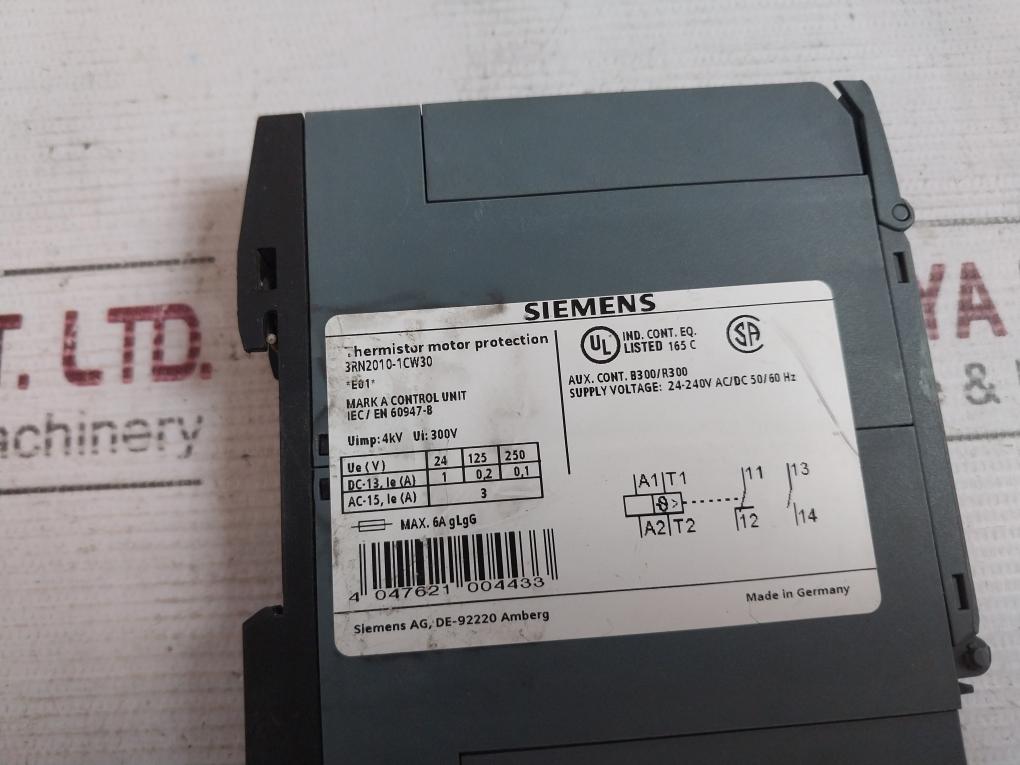 SIEMENS
Thermistor motor protection
3RN2010-1CW30
*E01*
MARK A CONTROL UNIT
IEC/ EN 60947-8
Uimp: 4kV Ui: 300V
Ue (V) 24 125 250
DC-13, Ie (A) 1 0,2 0,1
AC-15, Ie (A) 3
MAX. 6A gLgG
4 047621 004433
UL IND. CONT. EQ.
LISTED 165 C
SA
AUX. CONT. B300/R300
SUPPLY VOLTAGE: 24-240V AC/DC 50/60 Hz
A1 T1 11 13
ϑ >
A2 T2 12 14
Siemens AG, DE-92220 Amberg
Made in Germany
T. LTD.
achinery
YA
&